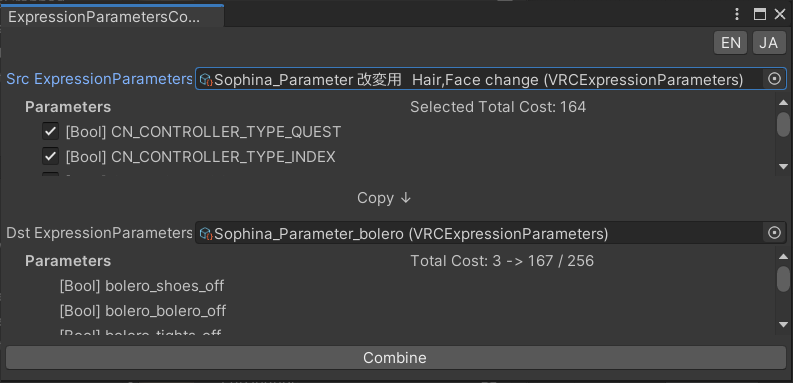 ExpressionParametersCo...
EN JA
Src ExpressionParameters Sophina_Parameter 改変用 Hair,Face change (VRCExpressionParameters)
Parameters Selected Total Cost: 164
[Bool] CN_CONTROLLER_TYPE_QUEST
[Bool] CN_CONTROLLER_TYPE_INDEX
Copy ↓
Dst ExpressionParameters Sophina_Parameter_bolero (VRCExpressionParameters)
Parameters Total Cost: 3 -> 167 / 256
[Bool] bolero_shoes_off
[Bool] bolero_bolero_off
[Bool] bolero_tights_off
Combine